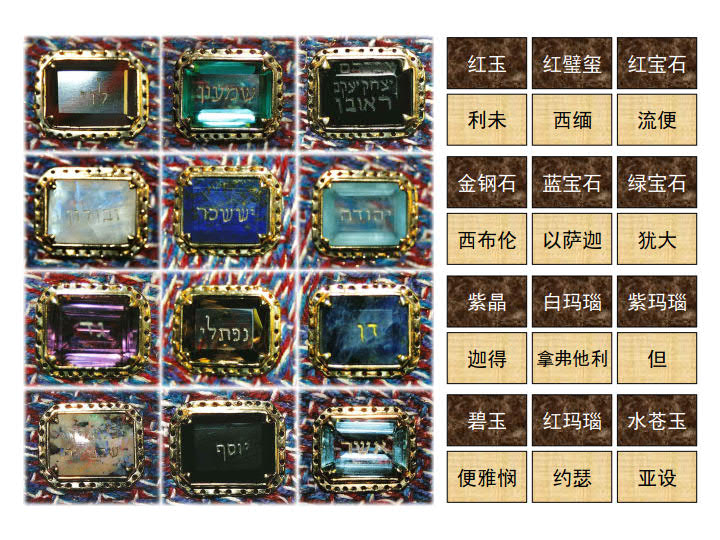 לוי
שמעון
אברהם
יצחק יעקב
ראובן
זבולון
יששכר
יהודה
גד
נפתלי
דן
יוסף
אשר
红玉 红璧玺 红宝石
利未 西缅 流便
金钢石 蓝宝石 绿宝石
西布伦 以萨迦 犹大
紫晶 白玛瑙 紫玛瑙
迦得 拿弗他利 但
碧玉 红玛瑙 水苍玉
便雅悯 约瑟 亚设